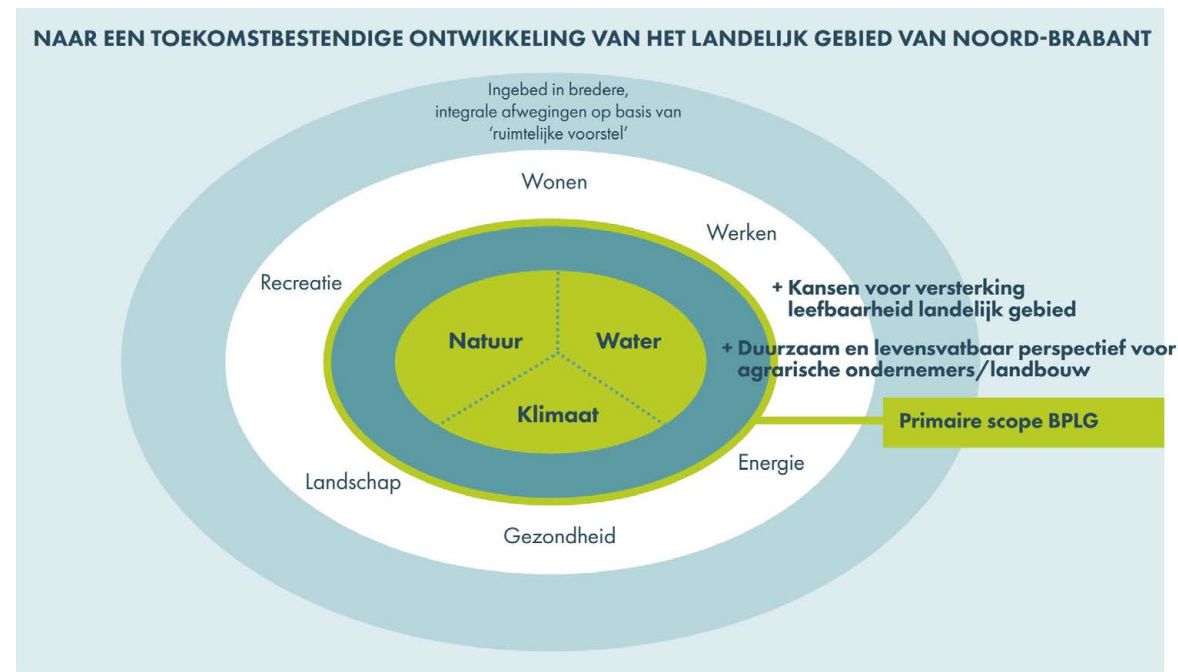 NAAR EEN TOEKOMSTBESTENDIGE ONTWIKKELING VAN HET LANDELIJK GEBIED VAN NOORD-BRABANT
Ingebed in bredere,
integrale afwegingen op basis van
‘ruimtelijke voorstel’
Wonen
Werken
Recreatie
+ Kansen voor versterking
leefbaarheid landelijk gebied
Natuur
Water
+ Duurzaam en levensvatbaar perspectief voor
agrarische ondernemers/landbouw
Klimaat
Primaire scope BPLG
Energie
Landschap
Gezondheid